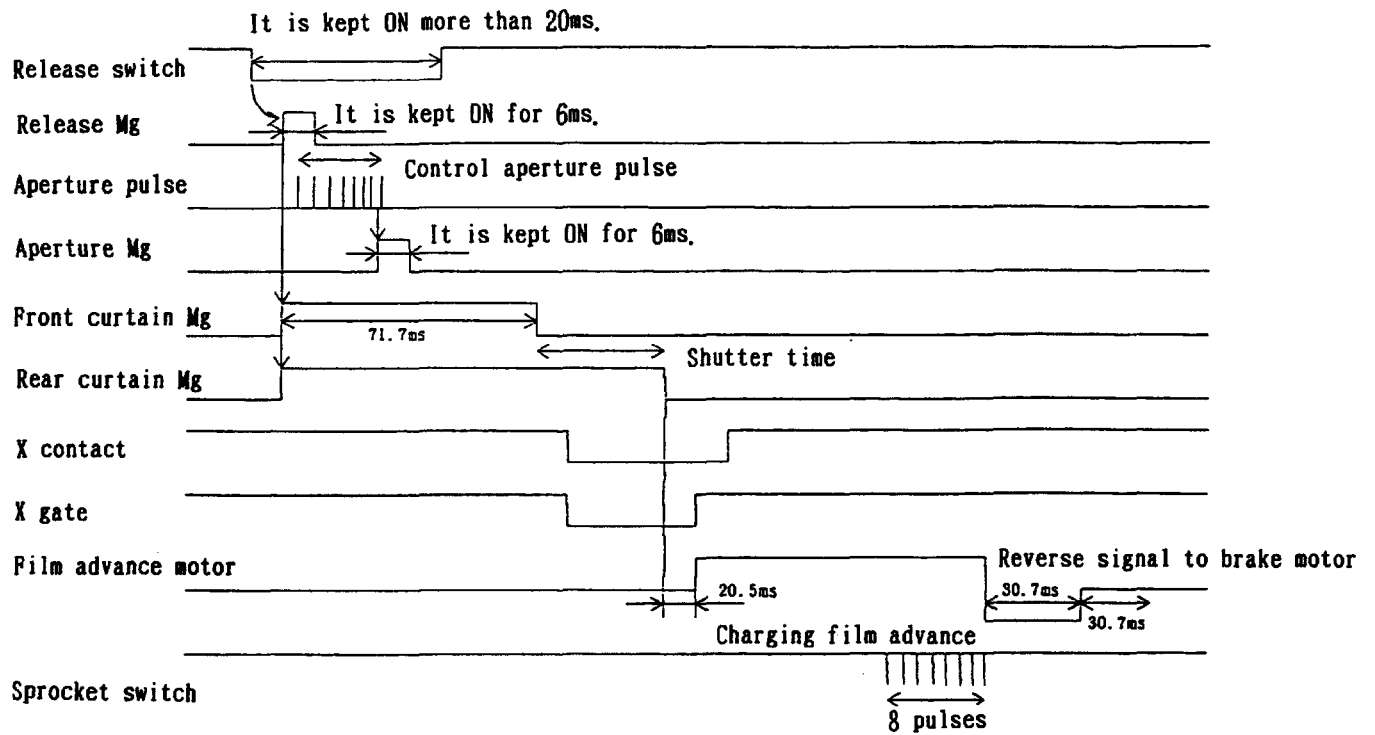 It is kept ON more than 20ms.
Release switch
Release Mg
It is kept ON for 6ms.
Aperture pulse
Control aperture pulse
Aperture Mg
It is kept ON for 6ms.
Front curtain Mg
71.7ms
Shutter time
Rear curtain Mg
X contact
X gate
Film advance motor
Reverse signal to brake motor
20.5ms
30.7ms
30.7ms
Charging film advance
Sprocket switch
8 pulses